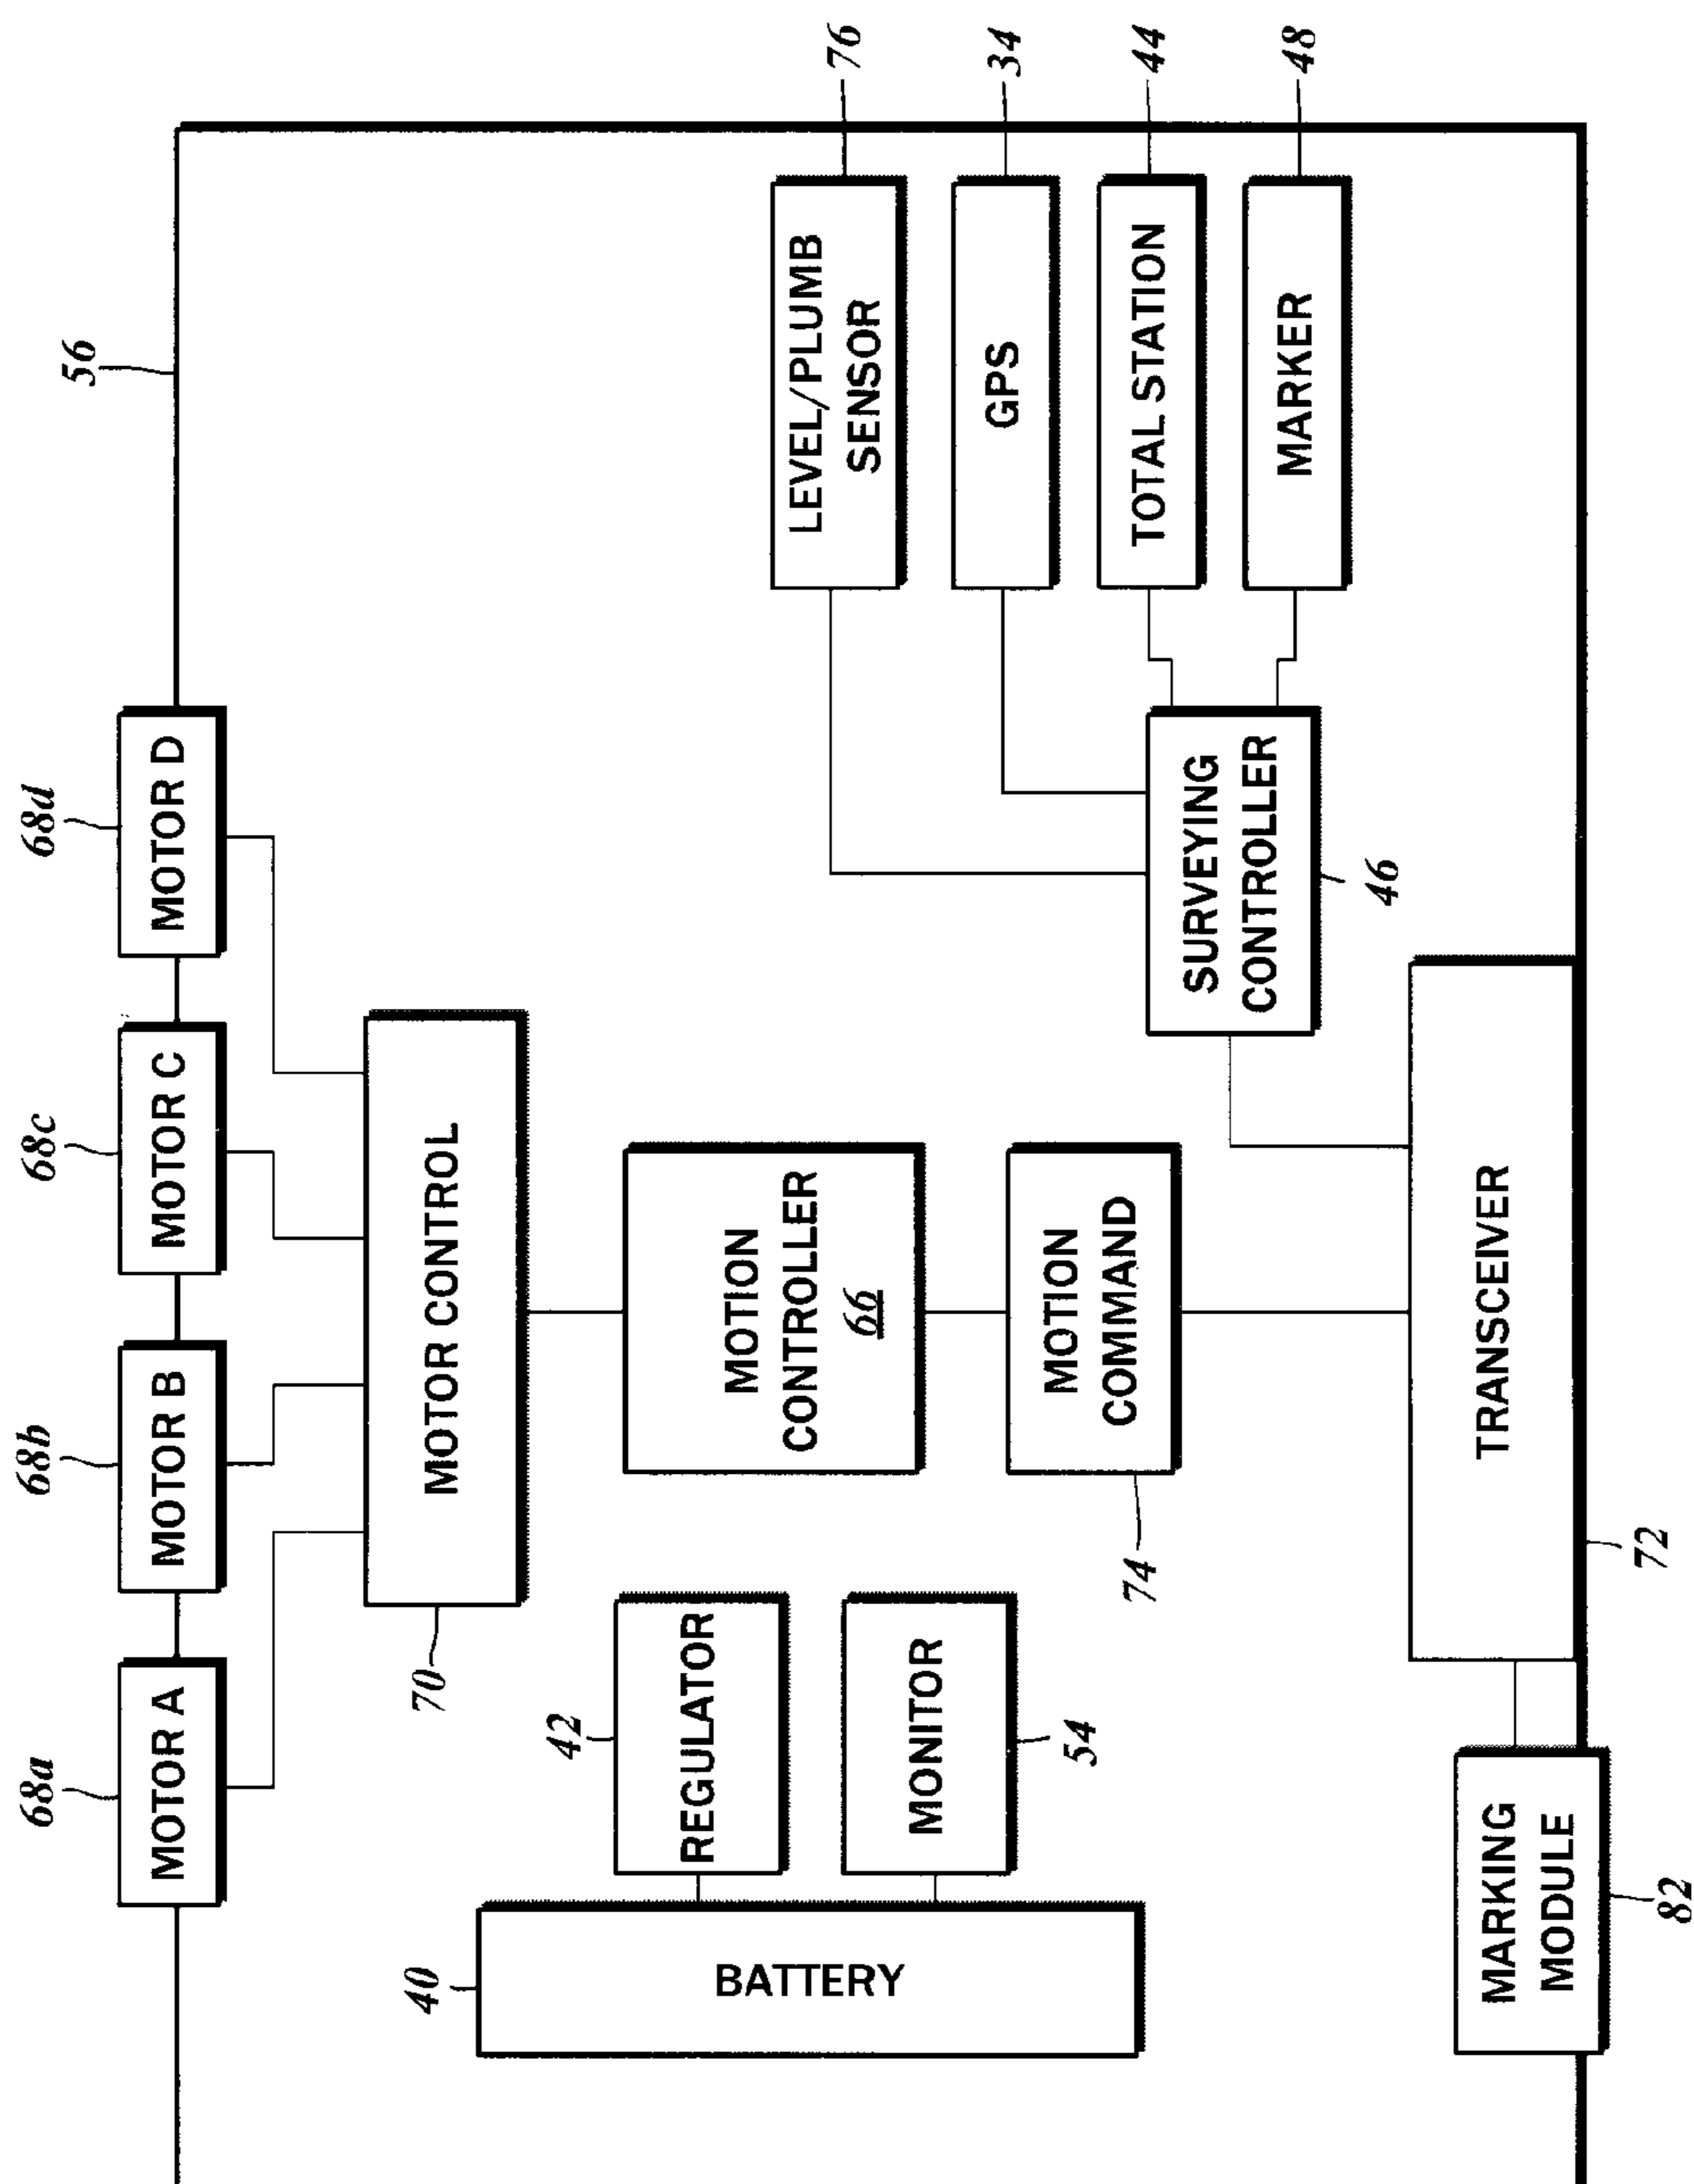 68a
68b
68c
68d
56
MOTOR A
MOTOR B
MOTOR C
MOTOR D
70
MOTOR CONTROL
40
BATTERY
42
REGULATOR
MONITOR
54
MOTION
CONTROLLER
66
MOTION
COMMAND
74
LEVEL/PLUMB
SENSOR
76
GPS
34
TOTAL STATION
44
MARKER
48
SURVEYING
CONTROLLER
46
TRANSCEIVER
72
MARKING
MODULE
82